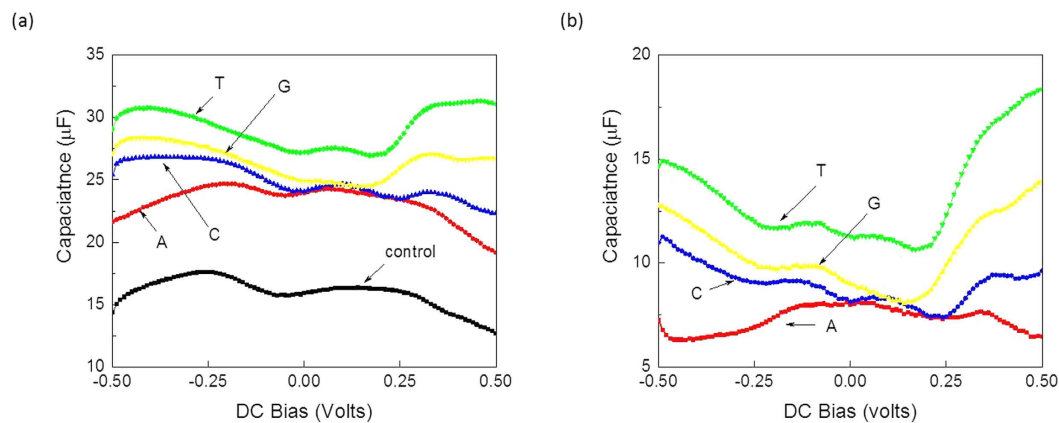 (a)
(b)
35
30
25
20
15
10
Capaciatnce (μF)
T
G
A
C
control
-0.50
-0.25
0.00
0.25
0.50
DC Bias (Volts)
20
15
10
5
Capaciatnce (μF)
T
G
C
A
-0.50
-0.25
0.00
0.25
0.50
DC Bias (volts)